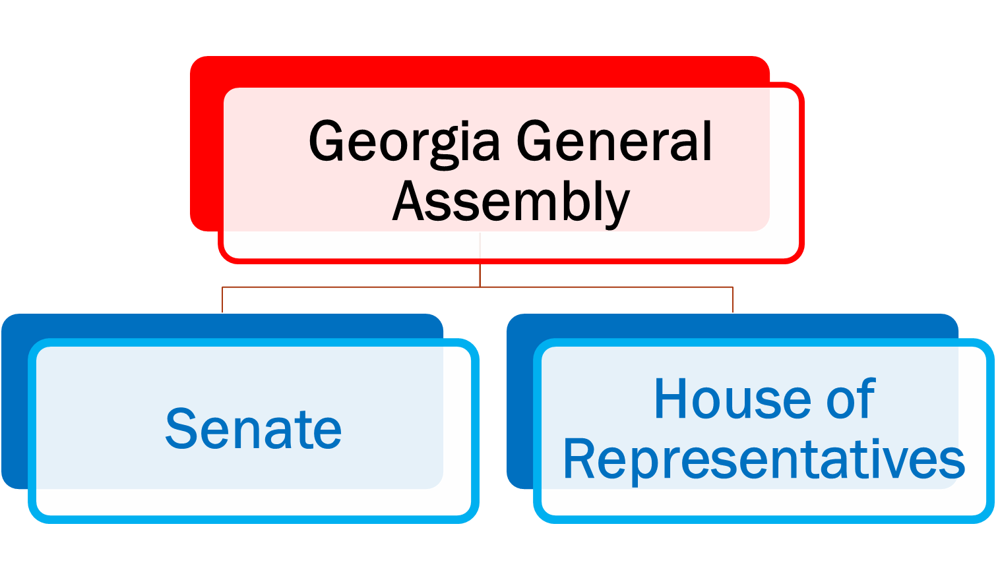 Georgia General
Assembly
Senate
House of
Representatives